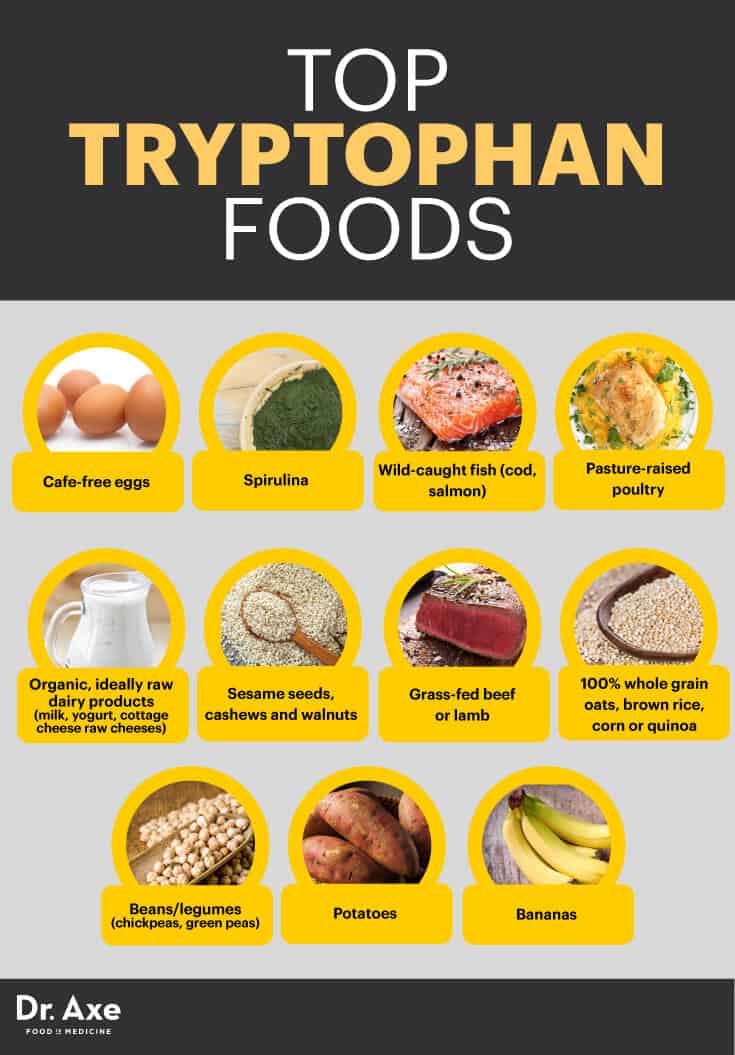 TOP
TRYPTOPHAN
FOODS
Cafe-free eggs
Spirulina
Wild-caught fish (cod,
salmon)
Pasture-raised
poultry
Organic, ideally raw
dairy products
(milk, yogurt, cottage
cheese raw cheeses)
Sesame seeds,
cashews and walnuts
Grass-fed beef
or lamb
100% whole grain
oats, brown rice,
corn or quinoa
Beans/legumes
(chickpeas, green peas)
Potatoes
Bananas
Dr. Axe
FOOD IS MEDICINE